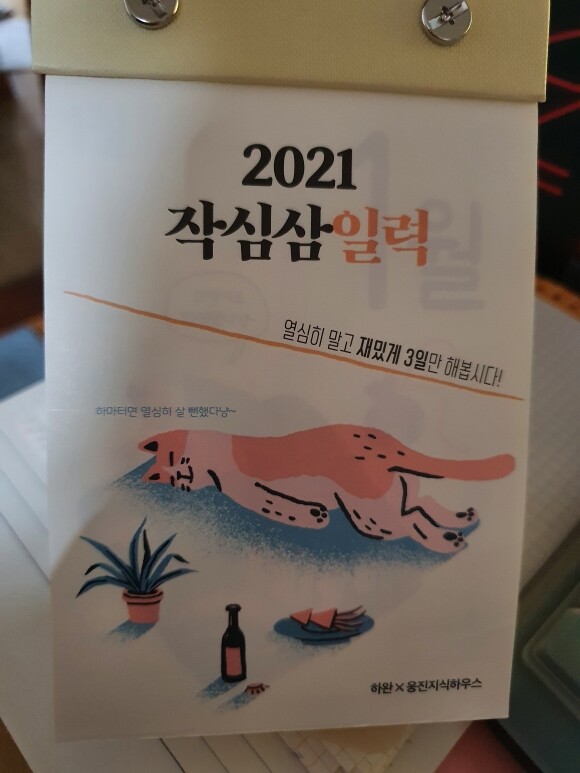 2021
작심삼일력
열심히 말고 재밌게 3일만 해봅시다!
하마터면 열심히 살 뻔했다냥~
하완 × 웅진지식하우스
1월